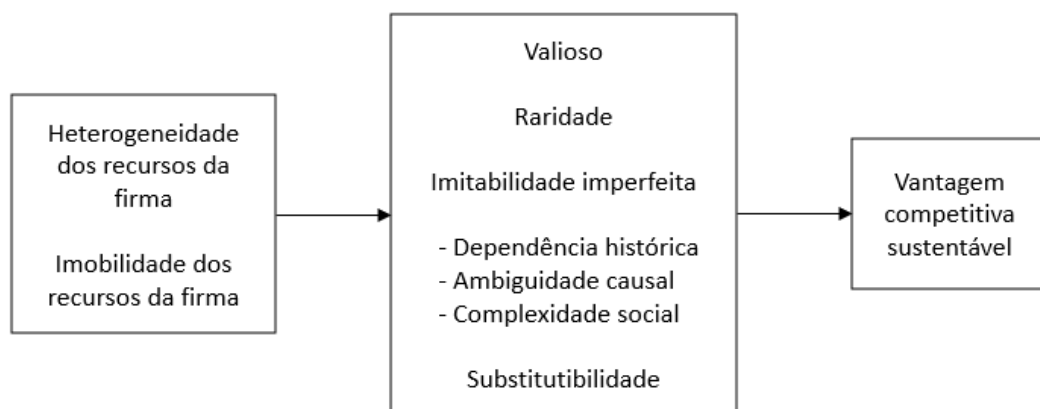 Heterogeneidade
dos recursos da
firma
Imobilidade dos
recursos da firma
Valioso
Raridade
Imitabilidade imperfeita
- Dependência histórica
- Ambiguidade causal
- Complexidade social
Substitutibilidade
Vantagem
competitiva
sustentável